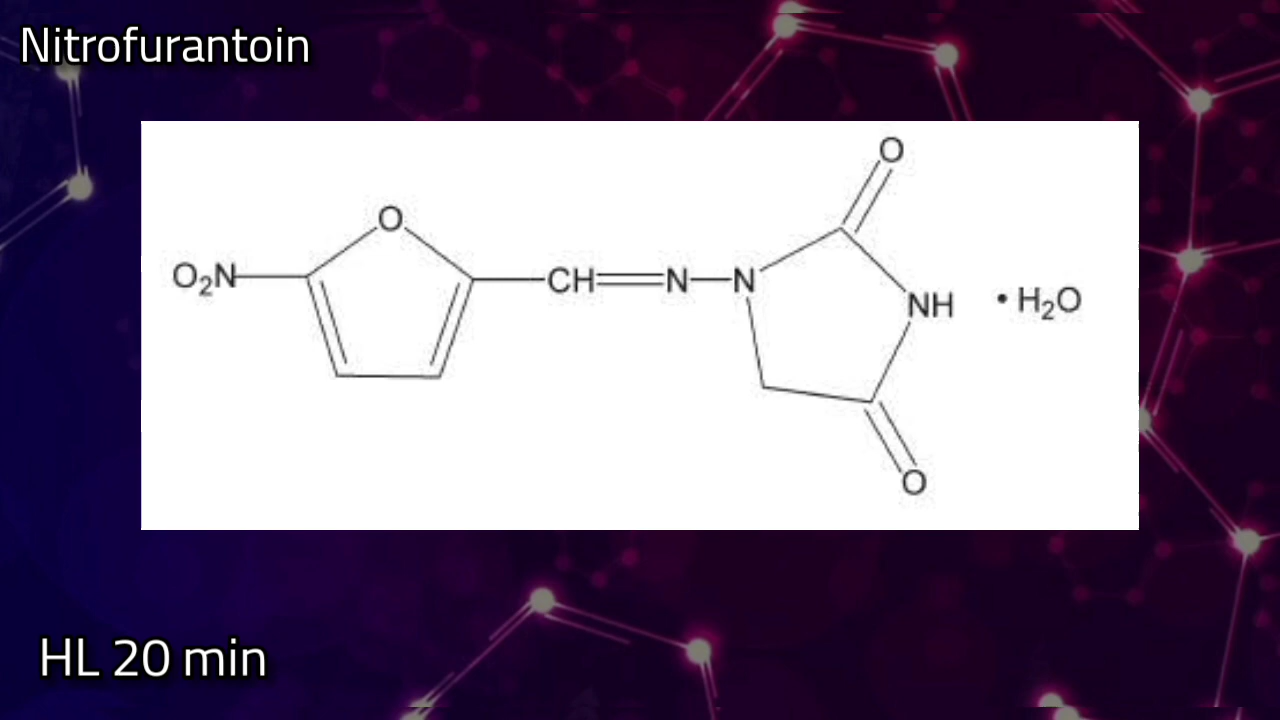 Nitrofurantoin
O
O
O₂N
CH
N
N
NH
• H₂O
O
HL 20 min